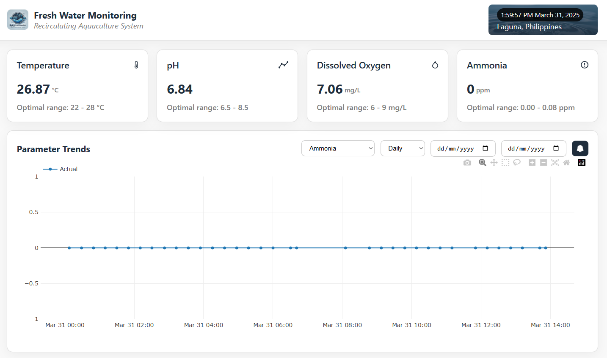 Fresh Water Monitoring
Recirculating Aquaculture System
1:59:57 PM March 31, 2025
Laguna, Philippines
Temperature
26.87 °C
Optimal range: 22 - 28 °C
pH
6.84
Optimal range: 6.5 - 8.5
Dissolved Oxygen
7.06 mg/L
Optimal range: 6 - 9 mg/L
Ammonia
0 ppm
Optimal range: 0.00 - 0.08 ppm
Parameter Trends
Ammonia
Daily
dd/mm/yyyy
dd/mm/yyyy
Actual
1
0.5
0
−0.5
−1
Mar 31 00:00
Mar 31 02:00
Mar 31 04:00
Mar 31 06:00
Mar 31 08:00
Mar 31 10:00
Mar 31 12:00
Mar 31 14:00